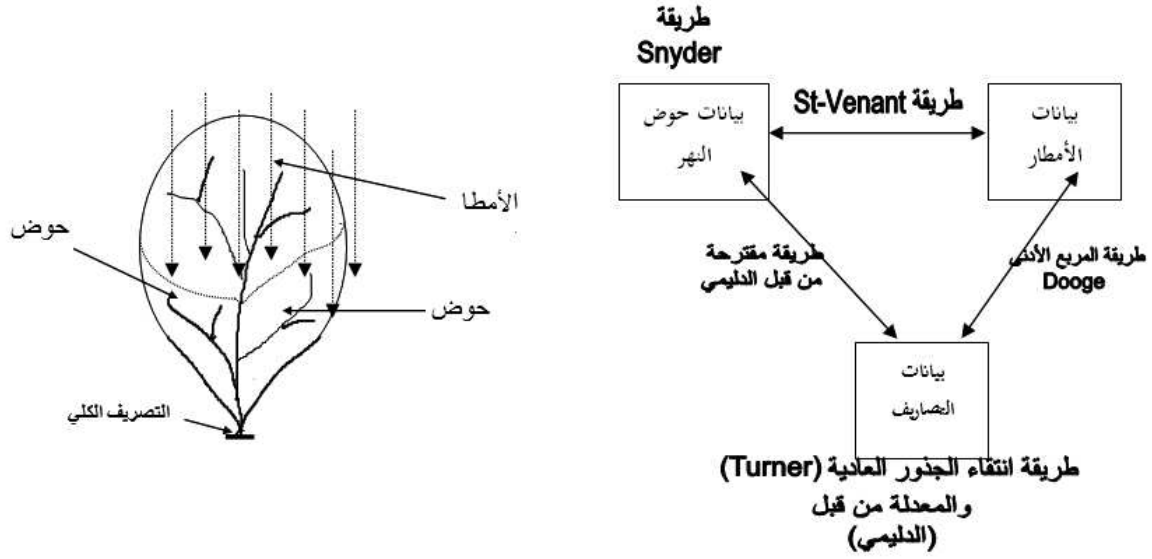 الأمطا
حوض
حوض
التصريف الكلي
طريقة
Snyder
طريقة St-Venant
بيانات
الأمطار
بيانات حوض
النهر
طريقة المربع الأدنى
Dooge
طريقة مقترحة
من قبل الدليمي
بيانات
التصاريف
طريقة انتقاء الجذور العادية (Turner)
والمعدلة من قبل
(الدليمي)